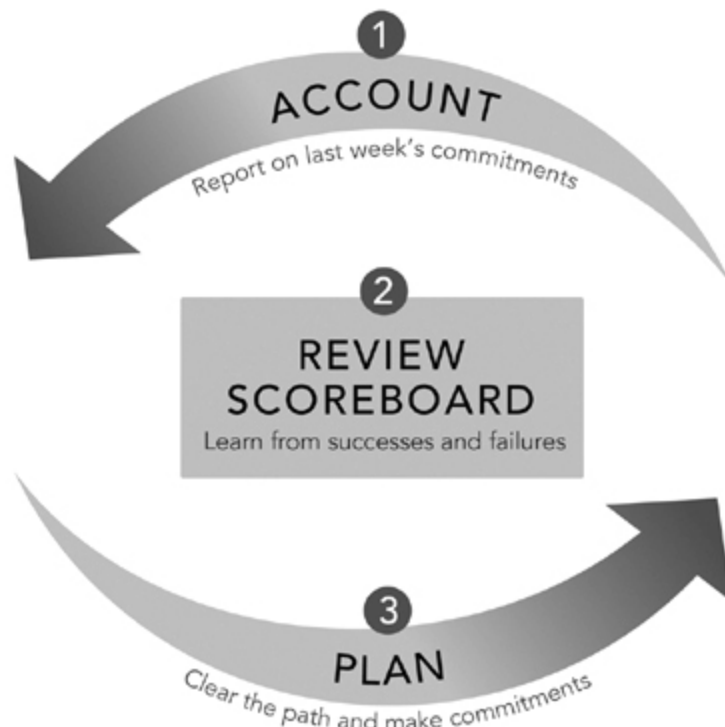 1
ACCOUNT
Report on last week's commitments
2
REVIEW
SCOREBOARD
Learn from successes and failures
3
PLAN
Clear the path and make commitments